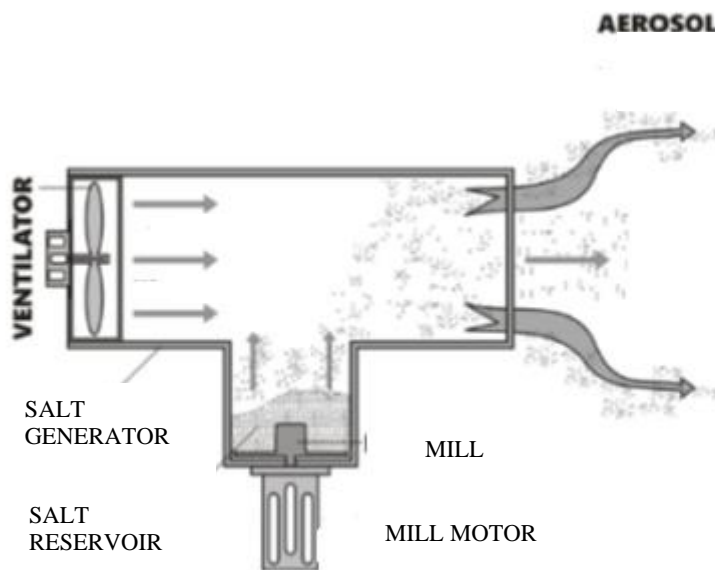 AEROSOL
VENTILATOR
SALT
GENERATOR
MILL
SALT
RESERVOIR
MILL MOTOR